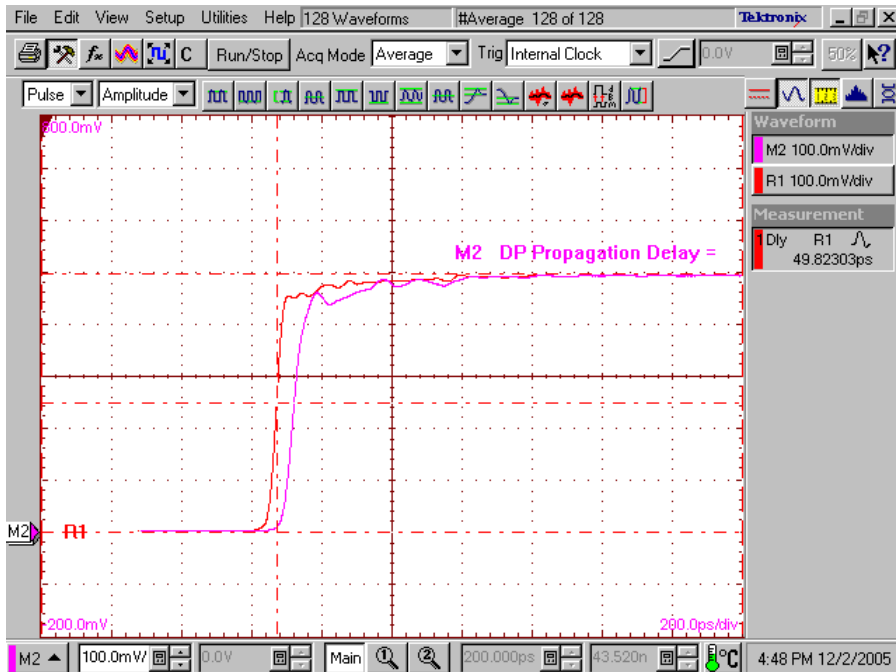 File Edit View Setup Utilities Help 128 Waveforms #Average 128 of 128 Tektronix
C Run/Stop Acq Mode Average Trig Internal Clock 0.0V 50% ?
Pulse Amplitude
Waveform
M2 100.0mV/div
R1 100.0mV/div
Measurement
1 Dly R1
49.82303ps
M2 DP Propagation Delay =
M2
R1
200.0mV
200.0ps/div
M2 100.0mV/ 0.0V Main 1 2 200.000ps 43.520n °C 4:48 PM 12/2/2005